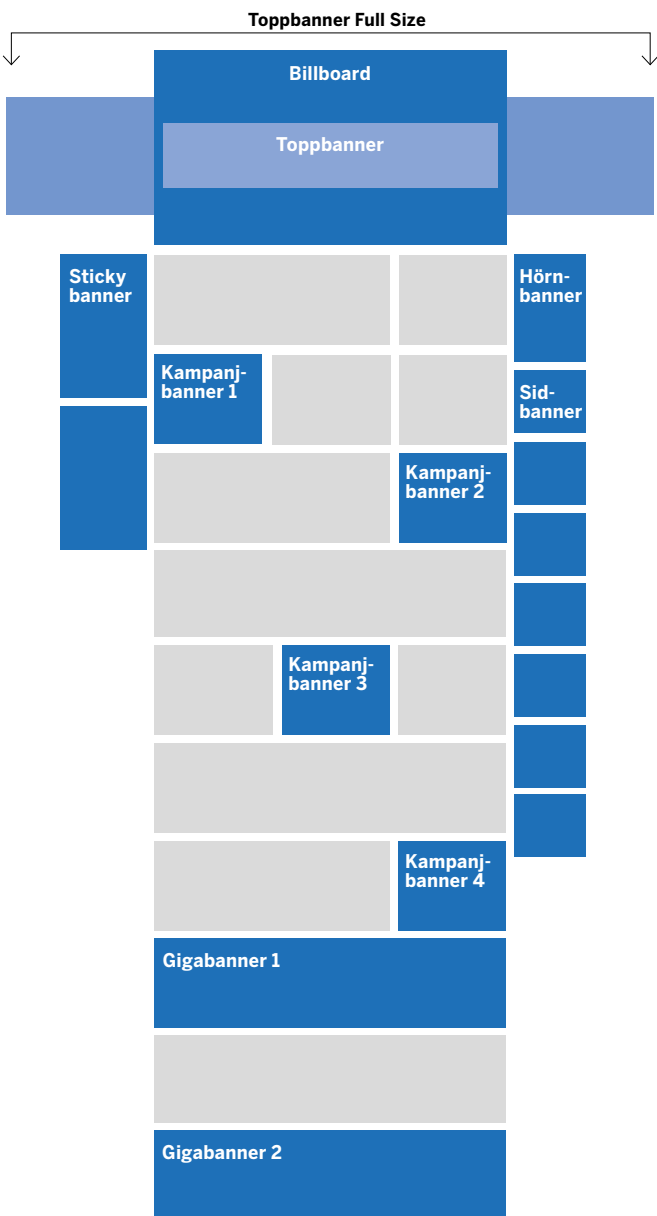 Toppbanner Full Size
Billboard
Toppbanner
Sticky
banner
Hörn-
banner
Kampanj-
banner 1
Sid-
banner
Kampanj-
banner 2
Kampanj-
banner 3
Kampanj-
banner 4
Gigabanner 1
Gigabanner 2